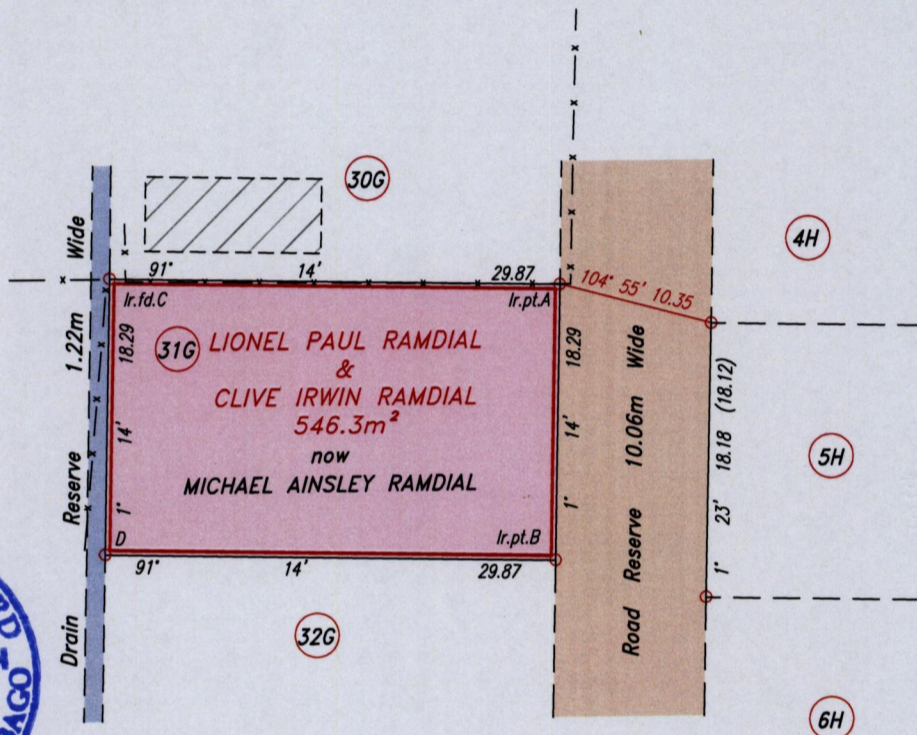 30G
4H
1.22m Wide
91° 14' 29.87
104° 55' 10.35
Ir.fd.C
Ir.pt.A
31G
LIONEL PAUL RAMDIAL
&
CLIVE IRWIN RAMDIAL
546.3m²
now
MICHAEL AINSLEY RAMDIAL
1° 14' 18.29
1° 14' 18.29
Road Reserve 10.06m Wide
1° 23' 18.18 (18.12)
5H
Drain Reserve
D
Ir.pt.B
91° 14' 29.87
32G
6H